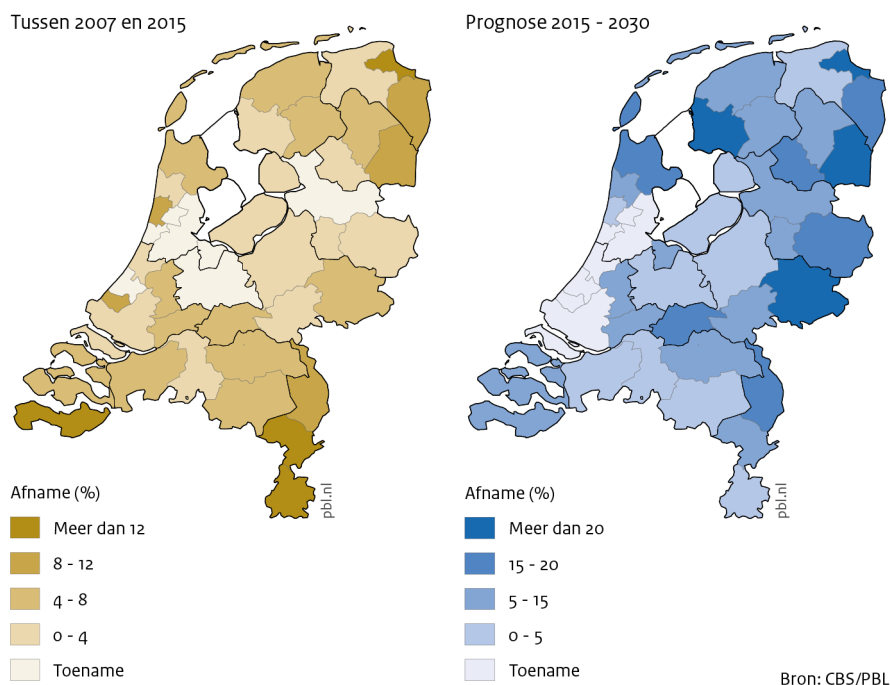 Tussen 2007 en 2015
Afname (%)
Meer dan 12
8 - 12
4 - 8
0 - 4
Toename
pbl.nl
Prognose 2015 - 2030
Afname (%)
Meer dan 20
15 - 20
5 - 15
0 - 5
Toename
pbl.nl
Bron: CBS/PBL